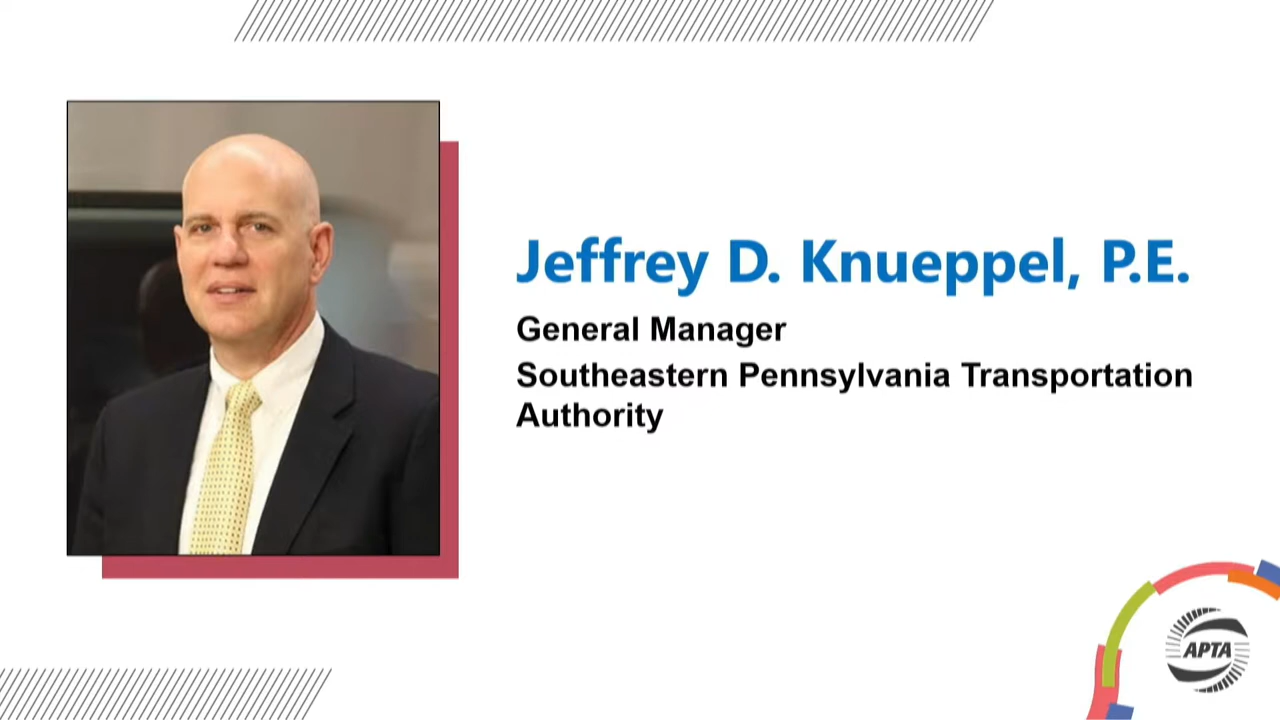 Jeffrey D. Knueppel, P.E.
General Manager
Southeastern Pennsylvania Transportation
Authority
APTA